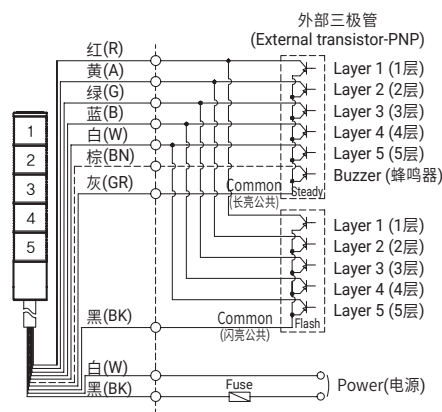 外部三极管
(External transistor-PNP)
红(R)
黄(A)
绿(G)
蓝(B)
白(W)
棕(BN)
灰(GR)
Layer 1 (1层)
Layer 2 (2层)
Layer 3 (3层)
Layer 4 (4层)
Layer 5 (5层)
Buzzer (蜂鸣器)
Common
(长亮公共)
Steady
1
2
3
4
5
Layer 1 (1层)
Layer 2 (2层)
Layer 3 (3层)
Layer 4 (4层)
Layer 5 (5层)
黑(BK)
Common
(闪亮公共)
Flash
白(W)
黑(BK)
Fuse
Power(电源)